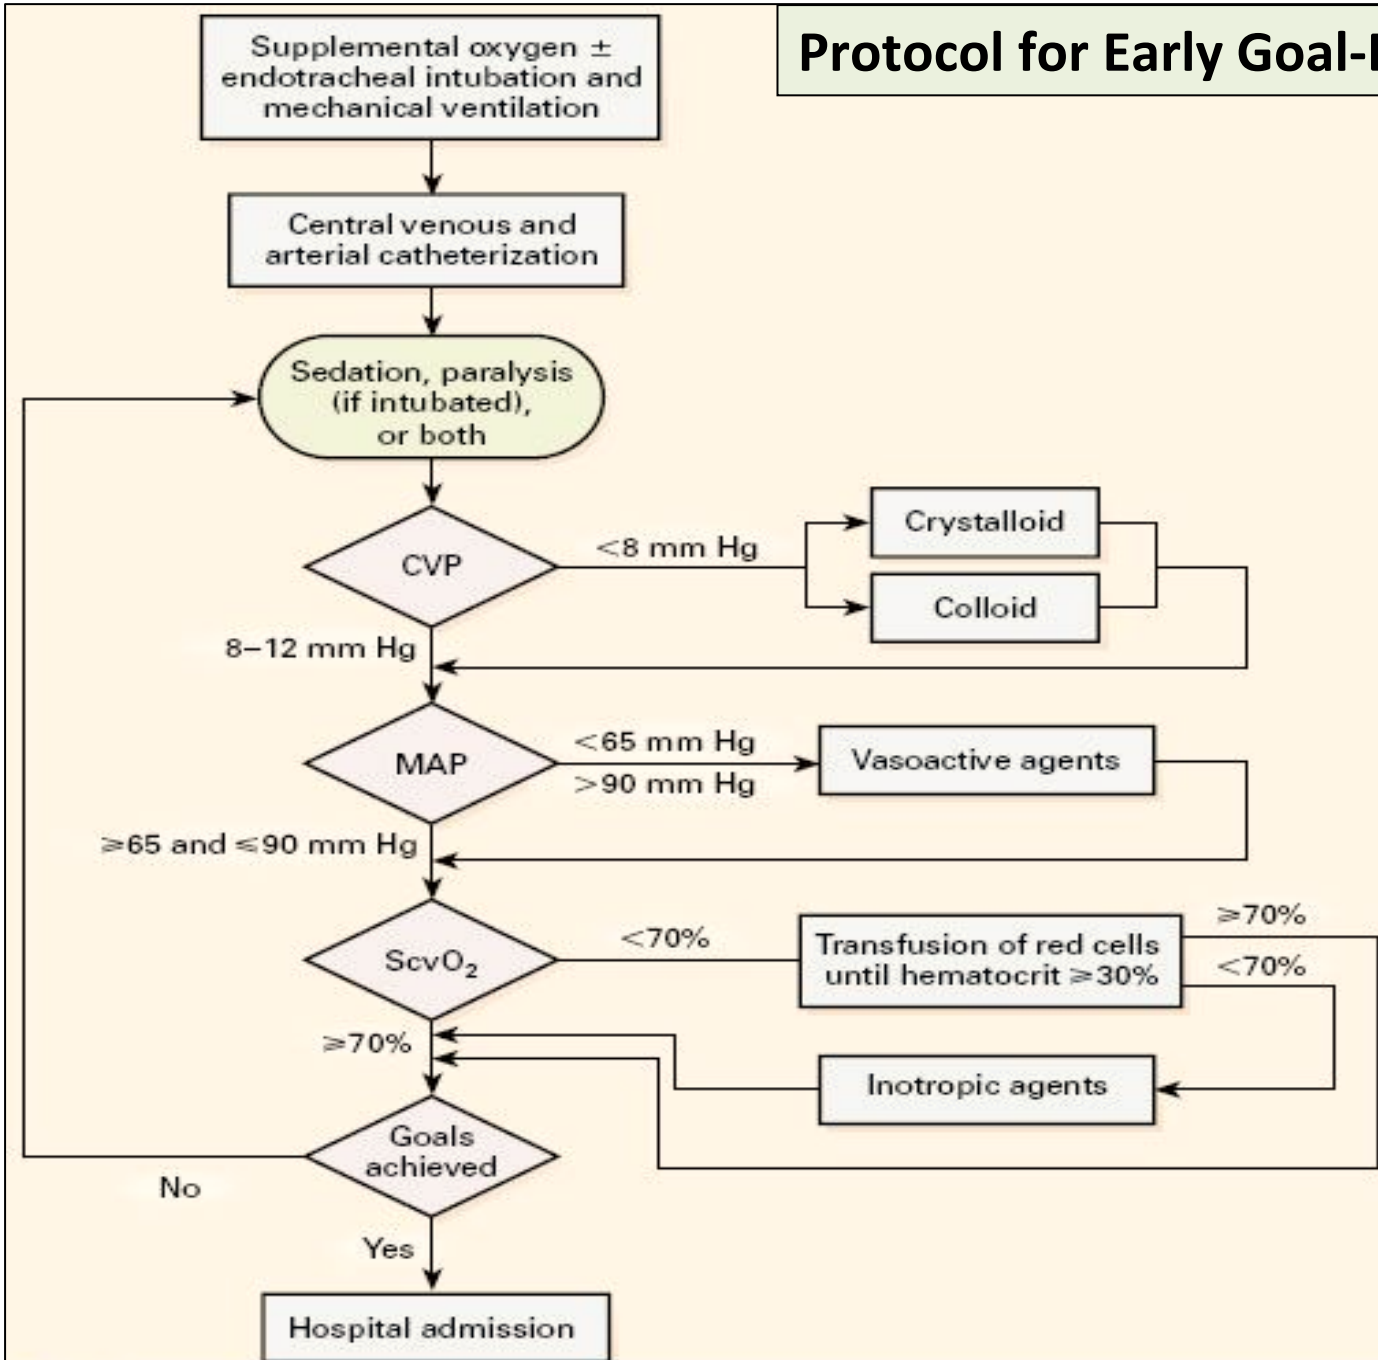 Protocol for Early Goal-
Supplemental oxygen ±
endotracheal intubation and
mechanical ventilation
Central venous and
arterial catheterization
Sedation, paralysis
(if intubated),
or both
CVP
<8 mm Hg
Crystalloid
Colloid
8–12 mm Hg
MAP
<65 mm Hg
>90 mm Hg
Vasoactive agents
≥65 and ≤90 mm Hg
ScvO₂
<70%
Transfusion of red cells
until hematocrit ≥30%
≥70%
<70%
≥70%
Inotropic agents
Goals
achieved
No
Yes
Hospital admission